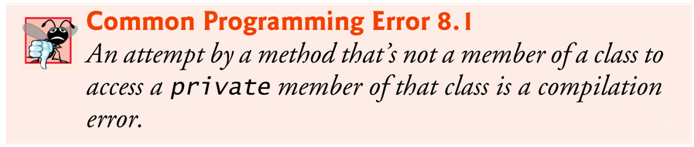 Common Programming Error 8.1
An attempt by a method that's not a member of a class to
access a private member of that class is a compilation
error.